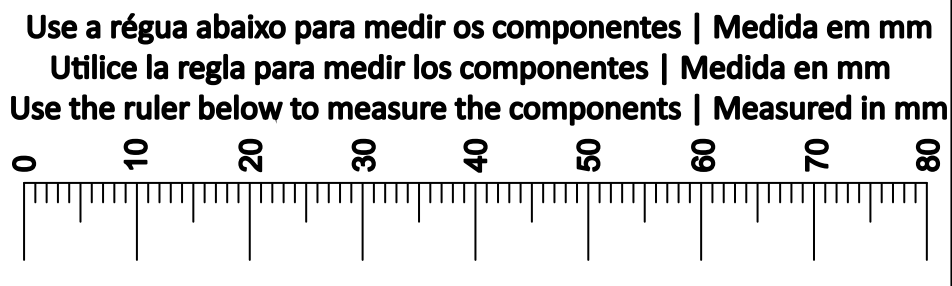 Use a régua abaixo para medir os componentes | Medida em mm
Utilice la regla para medir los componentes | Medida en mm
Use the ruler below to measure the components | Measured in mm
0 10 20 30 40 50 60 70 80